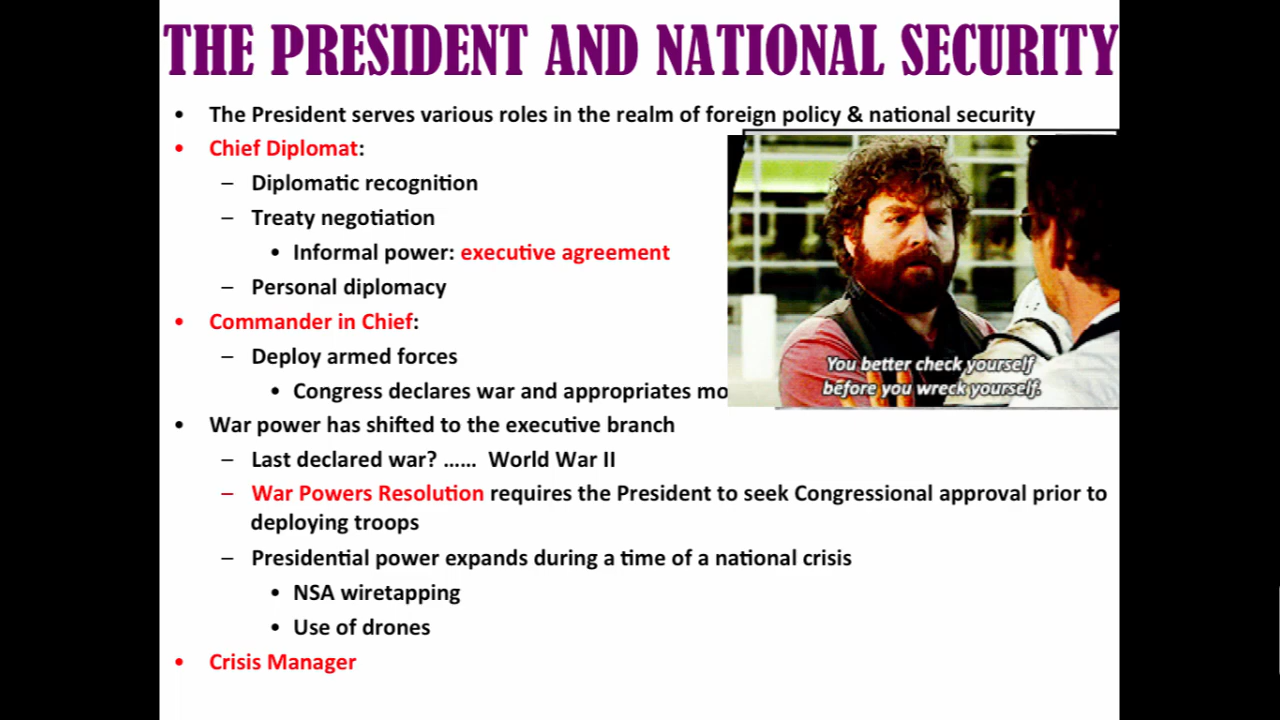 THE PRESIDENT AND NATIONAL SECURITY
• The President serves various roles in the realm of foreign policy & national security
• Chief Diplomat:
– Diplomatic recognition
– Treaty negotiation
• Informal power: executive agreement
– Personal diplomacy
• Commander in Chief:
– Deploy armed forces
• Congress declares war and appropriates mo
You better check yourself
before you wreck yourself.
• War power has shifted to the executive branch
– Last declared war? ...... World War II
– War Powers Resolution requires the President to seek Congressional approval prior to
deploying troops
– Presidential power expands during a time of a national crisis
• NSA wiretapping
• Use of drones
• Crisis Manager